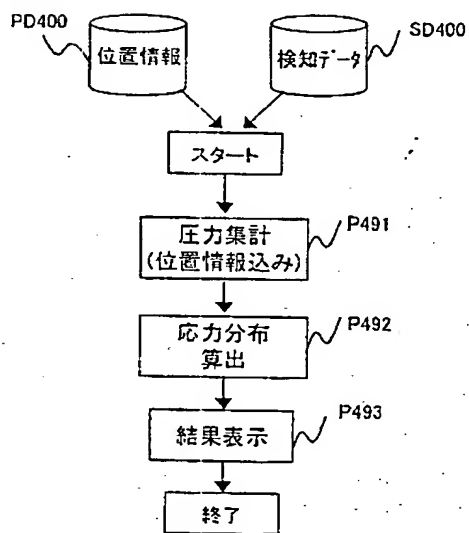 PD400
SD400
位置情報
検知データ
スタート
圧力集計
(位置情報込み)
P491
応力分布
算出
P492
結果表示
P493
終了